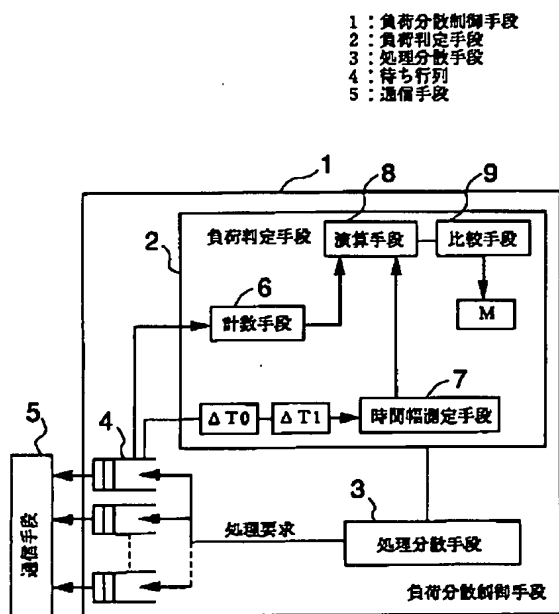 1：負荷分散制御手段
2：負荷判定手段
3：処理分散手段
4：待ち行列
5：通信手段
1
8
9
2
負荷判定手段
演算手段
比較手段
6
計数手段
M
7
5
4
ΔT0
ΔT1
時間幅測定手段
通信手段
3
処理要求
処理分散手段
負荷分散制御手段